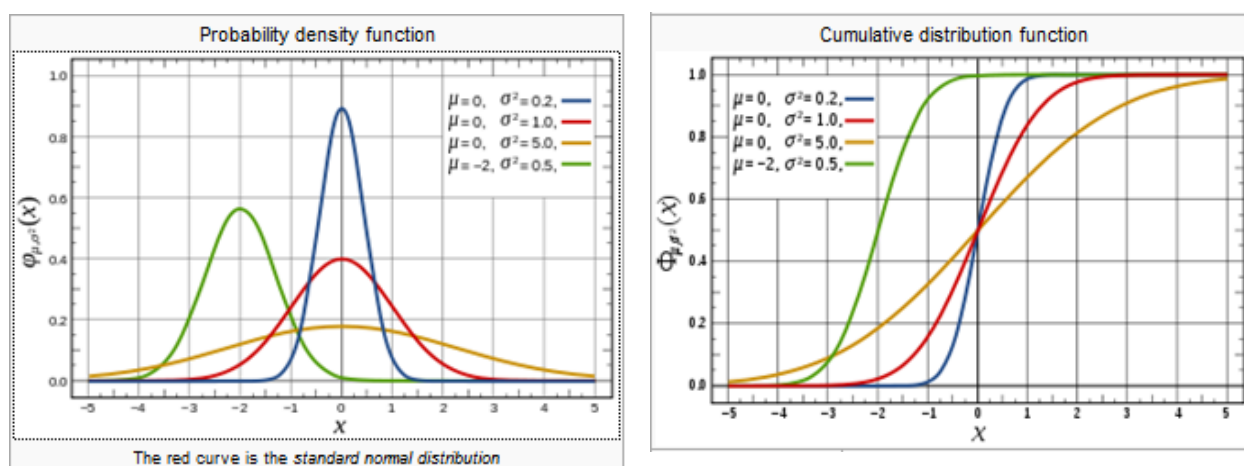 Probability density function
1.0
0.8
0.6
0.4
0.2
0.0
φμ,σ²(x)
μ=0, σ²=0.2,
μ=0, σ²=1.0,
μ=0, σ²=5.0,
μ=−2, σ²=0.5,
−5 −4 −3 −2 −1 0 1 2 3 4 5
x
The red curve is the standard normal distribution
Cumulative distribution function
1.0
0.8
0.6
0.4
0.2
0.0
Φμ,σ²(x)
μ=0, σ²=0.2,
μ=0, σ²=1.0,
μ=0, σ²=5.0,
μ=−2, σ²=0.5,
−5 −4 −3 −2 −1 0 1 2 3 4 5
x